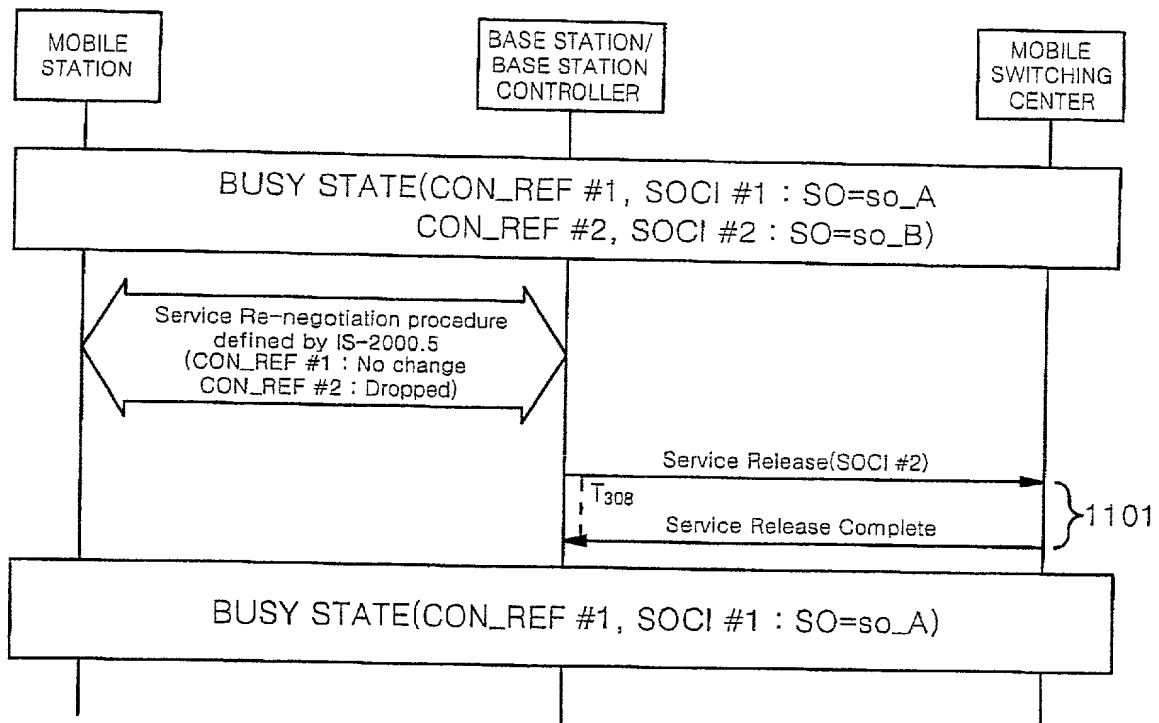 MOBILE
STATION
BASE STATION/
BASE STATION
CONTROLLER
MOBILE
SWITCHING
CENTER
BUSY STATE(CON_REF #1, SOCI #1 : SO=so_A
CON_REF #2, SOCI #2 : SO=so_B)
Service Re-negotiation procedure
defined by IS-2000.5
(CON_REF #1 : No change
CON_REF #2 : Dropped)
Service Release(SOCI #2)
T308
Service Release Complete
1101
BUSY STATE(CON_REF #1, SOCI #1 : SO=so_A)